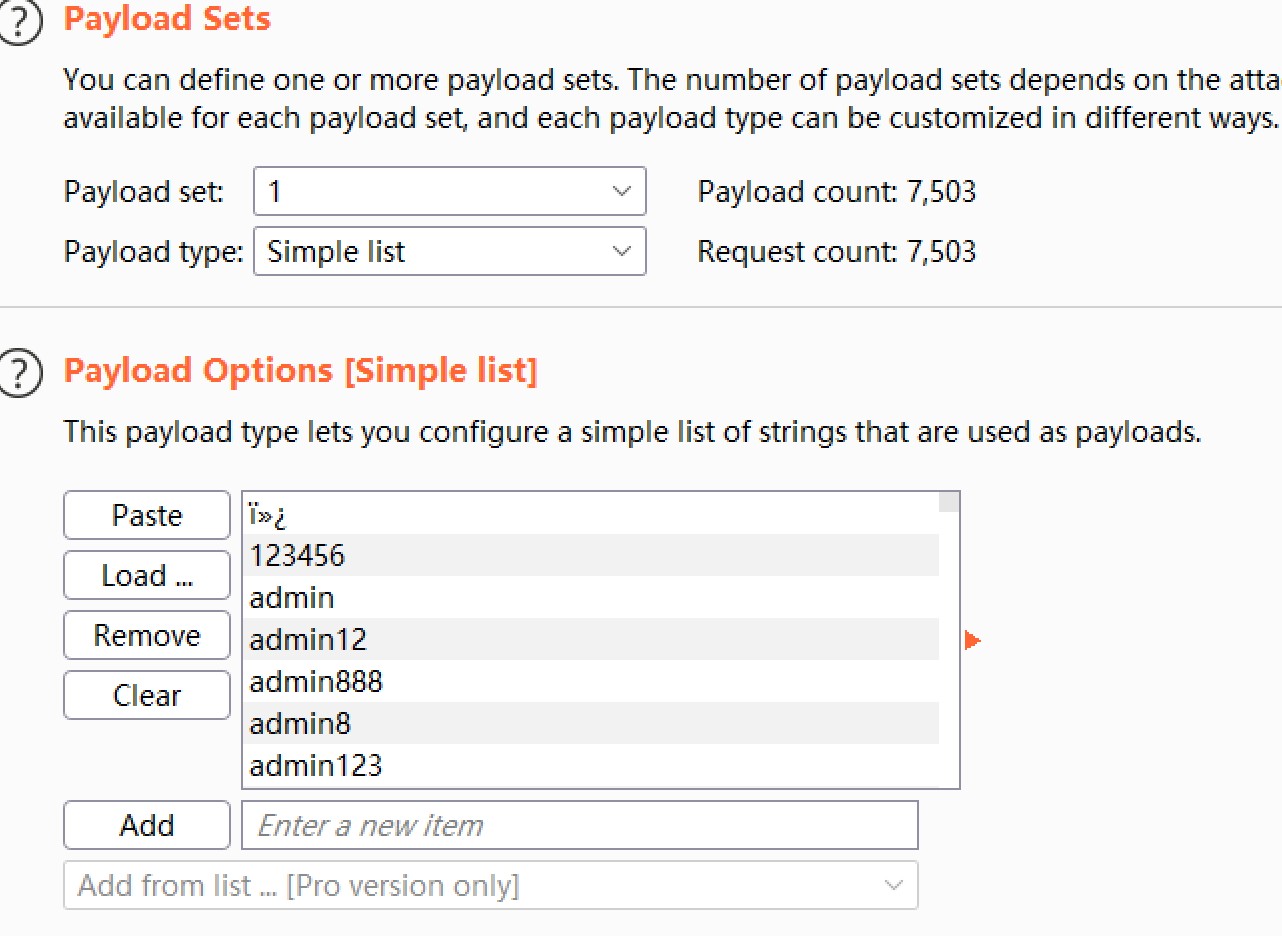 Payload Sets
You can define one or more payload sets. The number of payload sets depends on the atta
available for each payload set, and each payload type can be customized in different ways.
Payload set: 1 Payload count: 7,503
Payload type: Simple list Request count: 7,503
Payload Options [Simple list]
This payload type lets you configure a simple list of strings that are used as payloads.
Paste
Load ...
Remove
Clear
ï»¿
123456
admin
admin12
admin888
admin8
admin123
Add Enter a new item
Add from list ... [Pro version only]